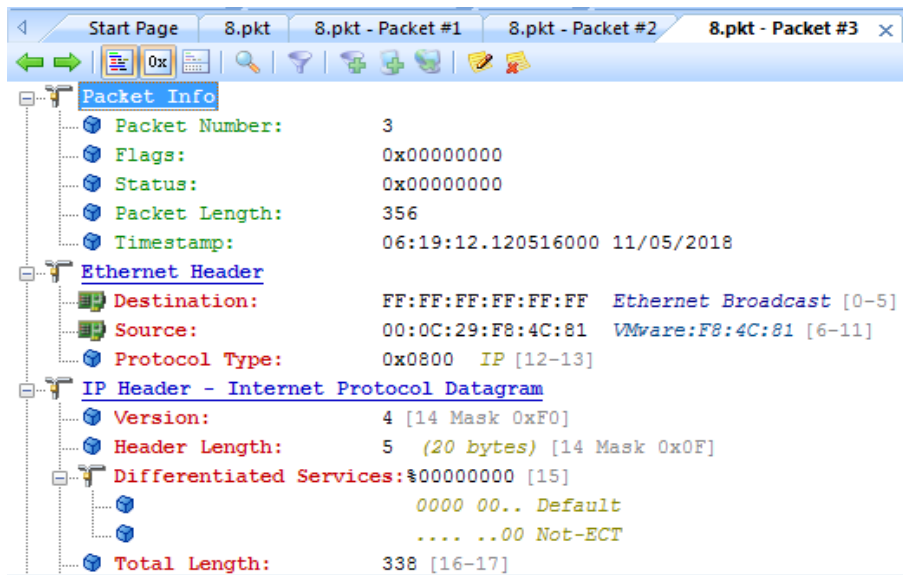 Start Page 8.pkt 8.pkt - Packet #1 8.pkt - Packet #2 8.pkt - Packet #3
0x
Packet Info
Packet Number: 3
Flags: 0x00000000
Status: 0x00000000
Packet Length: 356
Timestamp: 06:19:12.120516000 11/05/2018
Ethernet Header
Destination: FF:FF:FF:FF:FF:FF Ethernet Broadcast [0-5]
Source: 00:0C:29:F8:4C:81 VMware:F8:4C:81 [6-11]
Protocol Type: 0x0800 IP [12-13]
IP Header - Internet Protocol Datagram
Version: 4 [14 Mask 0xF0]
Header Length: 5 (20 bytes) [14 Mask 0x0F]
Differentiated Services:%00000000 [15]
0000 00.. Default
.... ..00 Not-ECT
Total Length: 338 [16-17]